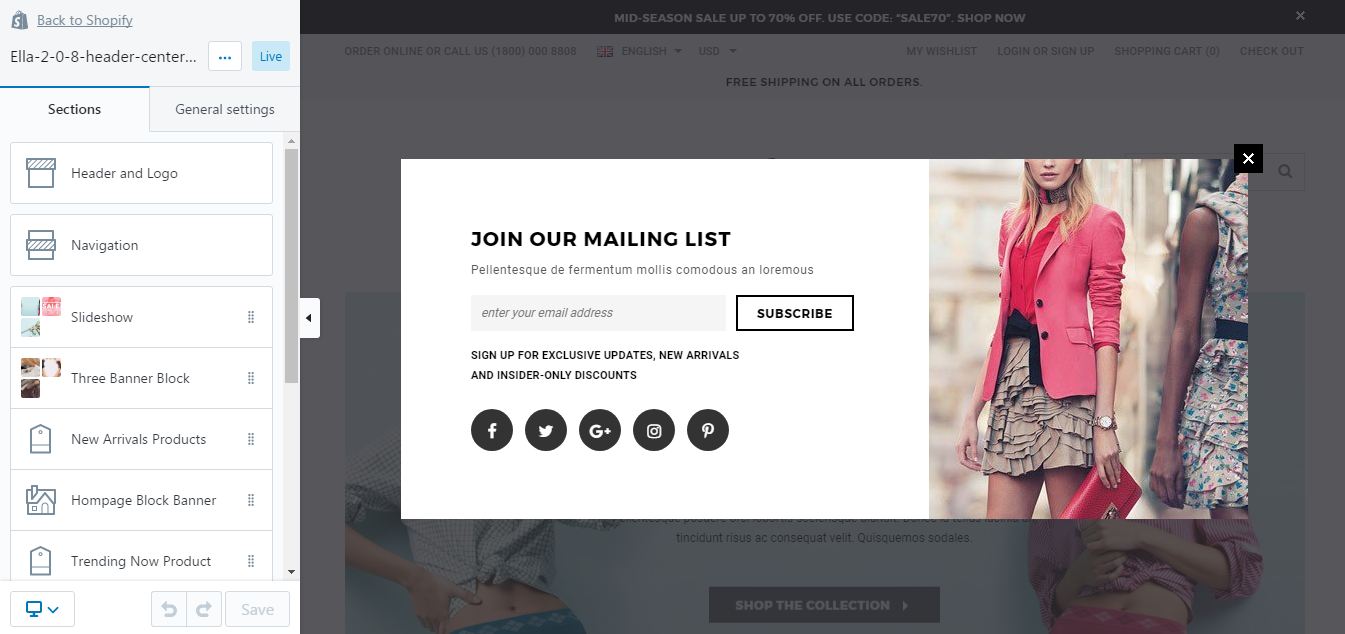 Back to Shopify
Ella-2-0-8-header-center...
...
Live
Sections
General settings
Header and Logo
Navigation
SALE
Slideshow
Three Banner Block
New Arrivals Products
Hompage Block Banner
Trending Now Product
Save
MID-SEASON SALE UP TO 70% OFF. USE CODE: "SALE70". SHOP NOW
ORDER ONLINE OR CALL US (1800) 000 8808
ENGLISH
USD
MY WISHLIST
LOGIN OR SIGN UP
SHOPPING CART (0)
CHECK OUT
FREE SHIPPING ON ALL ORDERS.
JOIN OUR MAILING LIST
Pellentesque de fermentum mollis comodous an loremous
enter your email address
SUBSCRIBE
SIGN UP FOR EXCLUSIVE UPDATES, NEW ARRIVALS
AND INSIDER-ONLY DISCOUNTS
tincidunt risus ac consequat velit. Quisquemos sodales.
SHOP THE COLLECTION